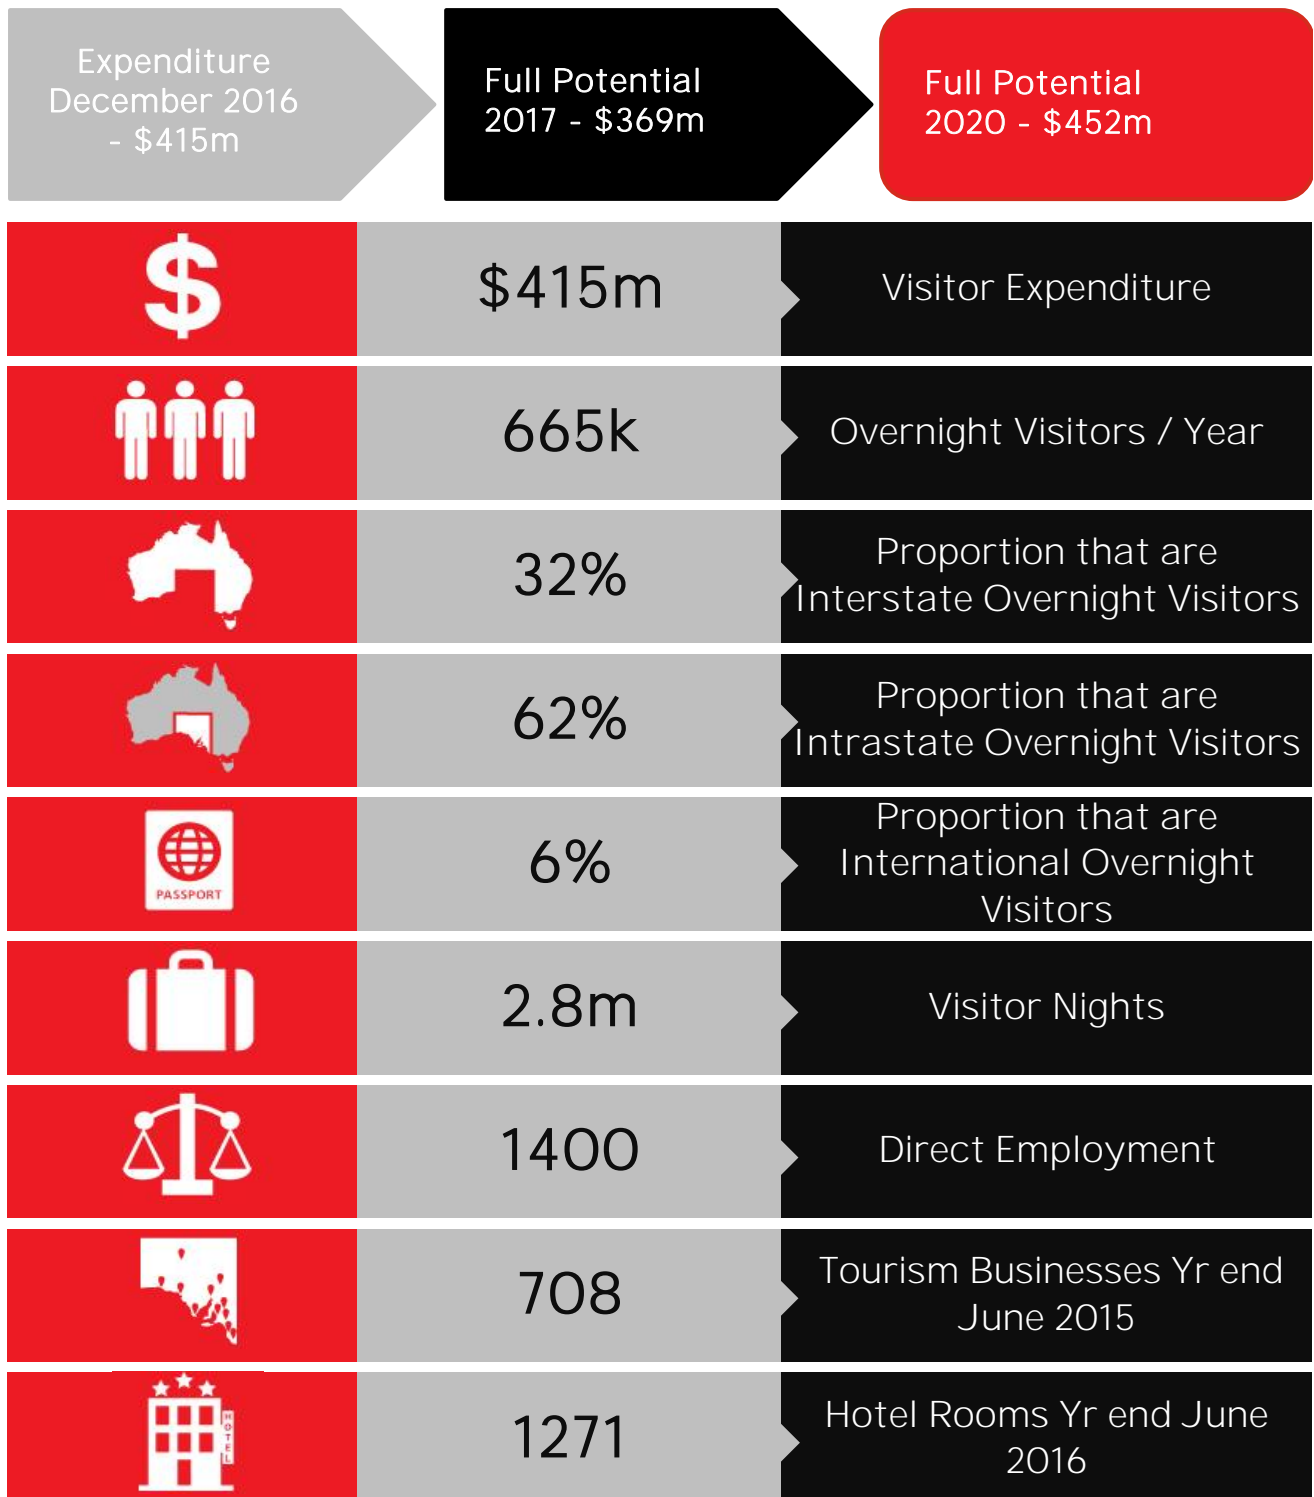 Expenditure
December 2016
- $415m
Full Potential
2017 - $369m
Full Potential
2020 - $452m
$
$415m
Visitor Expenditure
665k
Overnight Visitors / Year
32%
Proportion that are
Interstate Overnight Visitors
62%
Proportion that are
Intrastate Overnight Visitors
PASSPORT
6%
Proportion that are
International Overnight
Visitors
2.8m
Visitor Nights
1400
Direct Employment
708
Tourism Businesses Yr end
June 2015
HOTEL
1271
Hotel Rooms Yr end June
2016